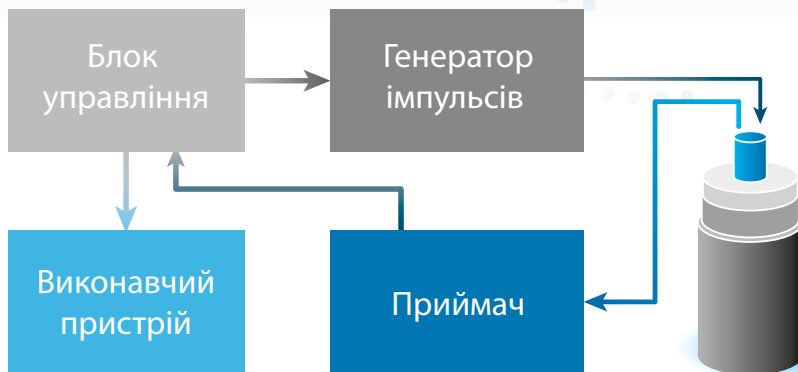 Блок
управління
Генератор
імпульсів
Виконавчий
пристрій
Приймач